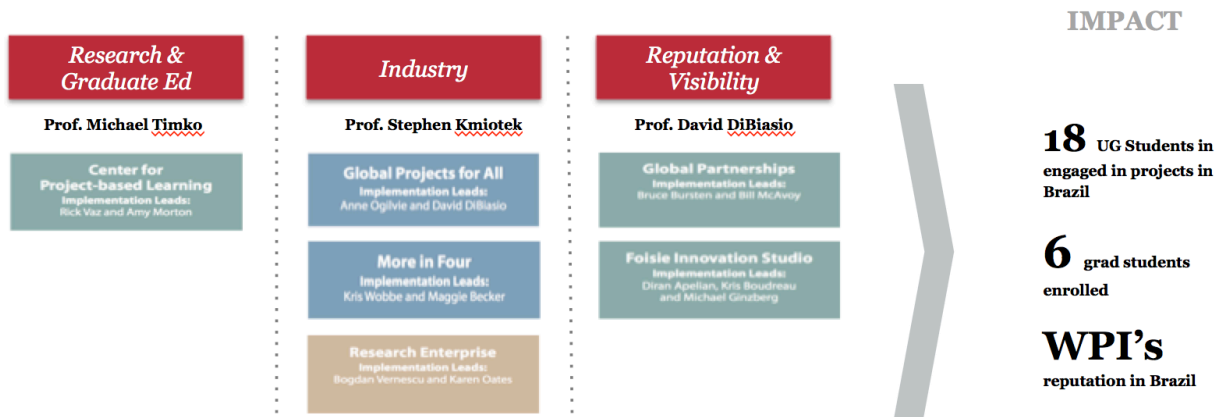 IMPACT
Research &
Graduate Ed
Prof. Michael Timko
Center for
Project-based Learning
Implementation Leads:
Rick Vaz and Amy Morton
Industry
Prof. Stephen Kmiotek
Global Projects for All
Implementation Leads:
Anne Ogilvie and David DIBiasio
More in Four
Implementation Leads:
Kris Wobbe and Maggie Becker
Research Enterprise
Implementation Leads:
Bogdan Vernescu and Karen Oates
Reputation &
Visibility
Prof. David DiBiasio
Global Partnerships
Implementation Leads:
Bruce Bursten and Bill McAvoy
Foisie Innovation Studio
Implementation Leads:
Diran Apelian, Kris Boudreau
and Michael Ginzberg
18 UG Students in
engaged in projects in
Brazil
6 grad students
enrolled
WPI's
reputation in Brazil